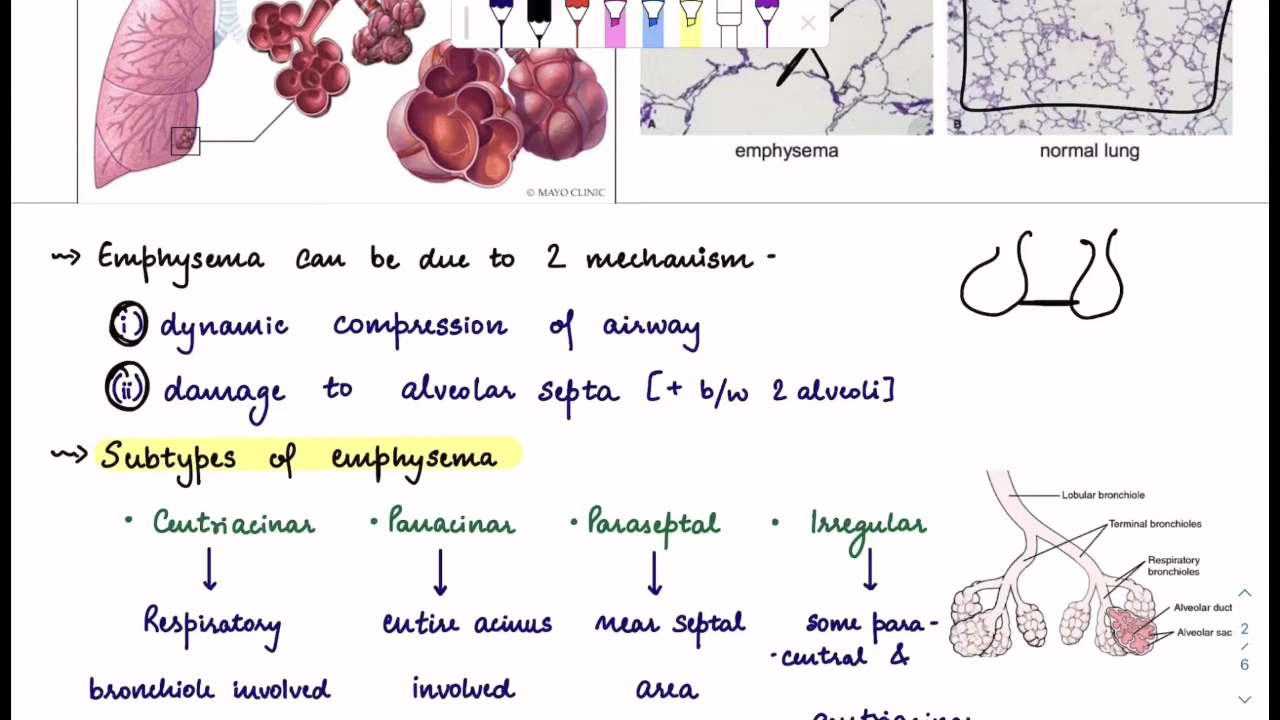 A
B
emphysema
normal lung
© MAYO CLINIC
⇝ Emphysema can be due to 2 mechanism -
i) dynamic compression of airway
(ii) damage to alveolar septa [+ b/w 2 alveoli]
⇝ Subtypes of emphysema
• Centriacinar • Panacinar • Paraseptal • Irregular
↓ ↓ ↓ ↓
Respiratory entire acinus near septal some para-
-central &
bronchiole involved involved area
centriacinar
Lobular bronchiole
Terminal bronchioles
Respiratory
bronchioles
Alveolar duct
Alveolar sac
2
/
6